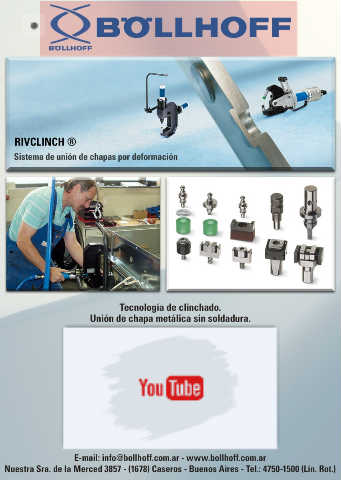 BÖLLHOFF
BÖLLHOFF
RIVCLINCH ®
Sistema de unión de chapas por deformación
Tecnología de clinchado.
Unión de chapa metálica sin soldadura.
YouTube
E-mail: info@bollhoff.com.ar - www.bollhoff.com.ar
Nuestra Sra. de la Merced 3857 - (1678) Caseros - Buenos Aires - Tel.: 4750-1500 (Lin. Rot.)